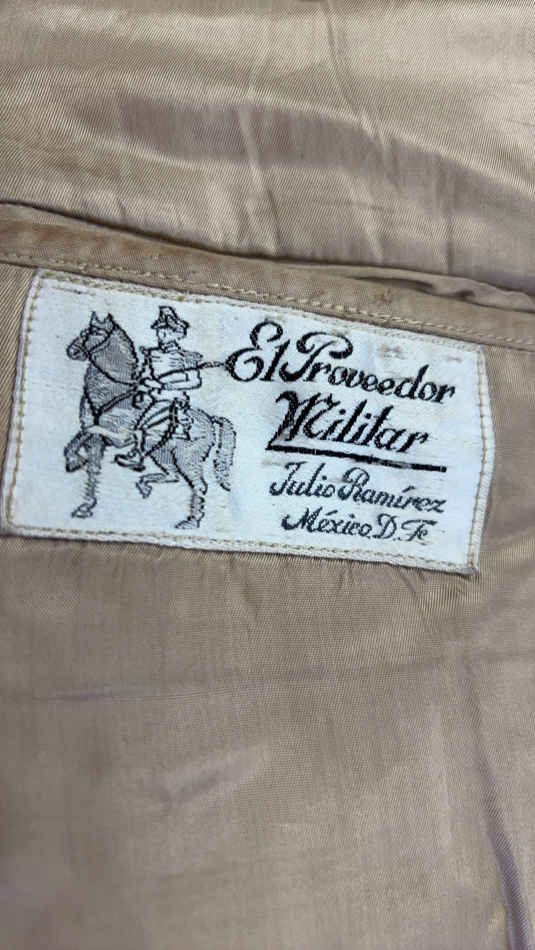 El Proveedor
Militar
Julio Ramírez
México D. F.